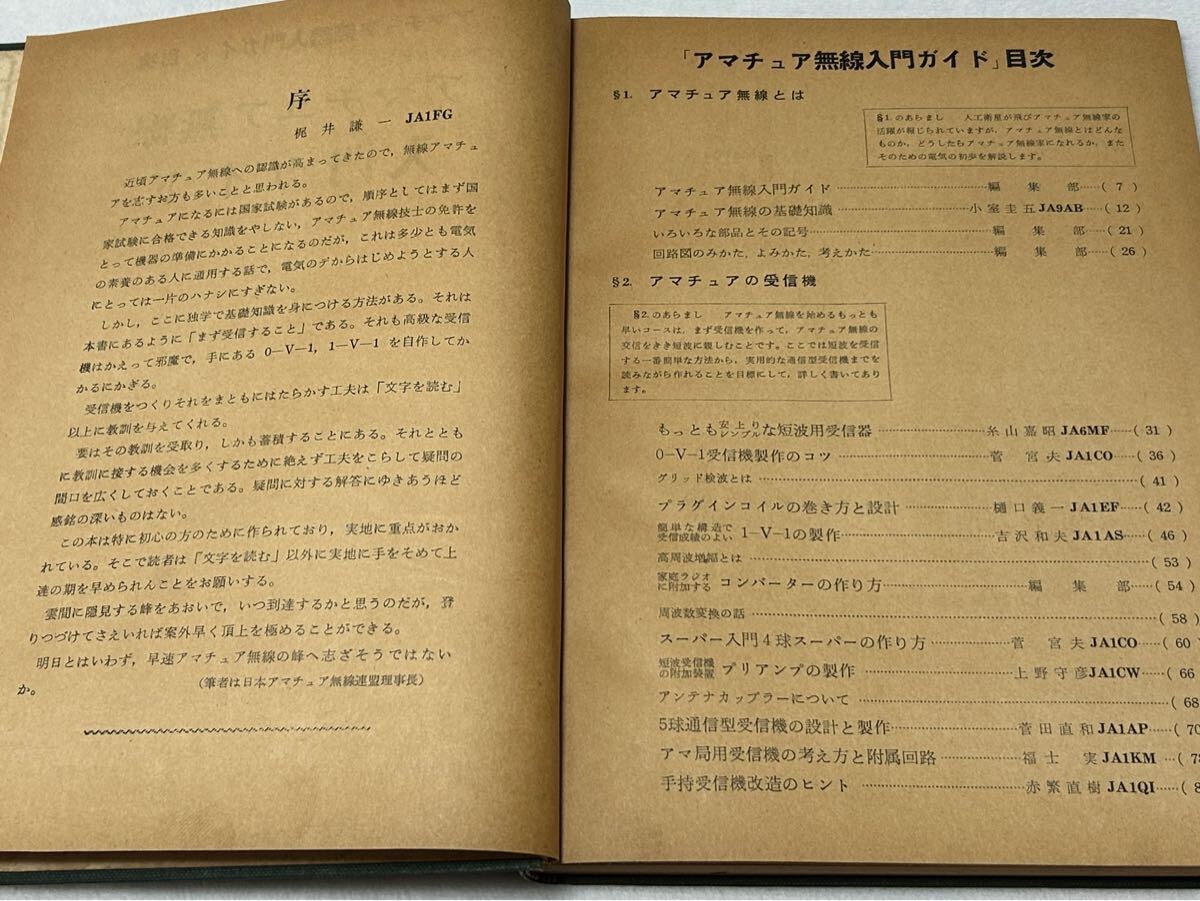 序
梶井謙一 JA1FG
近頃アマチュア無線への認識が高まってきたので，無線アマチュ
アを志すお方も多いことと思われる。
アマチュアになるには国家試験があるので，順序としてはまず国
家試験に合格できる知識をやしない，アマチュア無線技士の免許を
とって機器の準備にかかることになるのだが，これは多少とも電気
の素養のある人に通用する話で，電気のデからはじめようとする人
にとっては一片のハナシにすぎない。
しかし，ここに独学で基礎知識を身につける方法がある。それは
本書にあるように「まず受信すること」である。それも高級な受信
機はかえって邪魔で，手にある 0—V—1，1—V—1 を自作してか
かるにかぎる。
受信機をつくりそれをまともにはたらかす工夫は「文字を読む」
以上に教訓を与えてくれる。
要はその教訓を受取り，しかも蓄積することにある。それととも
に教訓に接する機会を多くするために絶えず工夫をこらして疑問の
間口を広くしておくことである。疑問に対する解答にゆきあうほど
感銘の深いものはない。
この本は特に初心の方のために作られており，実地に重点がおか
れている。そこで読者は「文字を読む」以外に実地に手をそめて上
達の期を早められんことをお願いする。
雲間に隠見する峰をあおいで，いつ到達するかと思うのだが，登
りつづけてさえいれば案外早く頂上を極めることができる。
明日とはいわず，早速アマチュア無線の峰へ志ざそうではない
か。
（筆者は日本アマチュア無線連盟理事長）
「アマチュア無線入門ガイド」目次
§1. アマチュア無線とは
§1. のあらまし 人工衛星が飛びアマチュア無線家の
活躍が報じられていますが，アマチュア無線とはどんな
ものか，どうしたらアマチュア無線家になれるか，また
そのための電気の初歩を解説します。
アマチュア無線入門ガイド……編集部……( 7 )
アマチュア無線の基礎知識……小室圭五JA9AB……( 12 )
いろいろな部品とその記号……編集部……( 21 )
回路図のみかた，よみかた，考えかた……編集部……( 26 )
§2. アマチュアの受信機
§2. のあらまし アマチュア無線を始めるもっとも
早いコースは，まず受信機を作って，アマチュア無線の
交信をきき短波に親しむことです。ここでは短波を受信
する一番簡単な方法から，実用的な通信型受信機までを
読みながら作れることを目標にして，詳しく書いてあり
ます。
もっとも安上りシンプルな短波用受信器……糸山嘉昭JA6MF……( 31 )
0-V-1受信機製作のコツ……菅 宮夫JA1CO……( 36 )
グリッド検波とは……( 41 )
プラグインコイルの巻き方と設計……樋口義一JA1EF……( 42 )
簡単な構造で受信成績のよい 1-V-1の製作……吉沢和夫JA1AS……( 46 )
高周波増幅とは……( 53 )
家庭ラジオに附加する コンバーターの作り方……編集部……( 54 )
周波数変換の話……( 58 )
スーパー入門4球スーパーの作り方……菅 宮夫JA1CO……( 60 )
短波受信機の附加装置 プリアンプの製作……上野守彦JA1CW……( 66
アンテナカップラーについて……( 68
5球通信型受信機の設計と製作……菅田直和JA1AP……( 70
アマ局用受信機の考え方と附属回路……福士 実JA1KM…( 78
手持受信機改造のヒント……赤繁直樹JA1QI……( 8